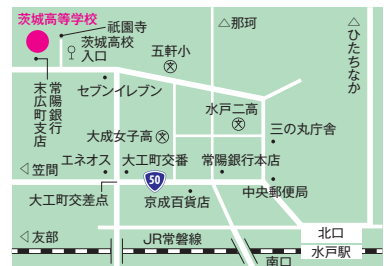 茨城高等学校
祇園寺
茨城高校
入口
△那珂
△ひたちなか
五軒小
文
常陽銀行
末広町支店
セブンイレブン
水戸二高
文
大成女子高
文
三の丸庁舎
◁笠間
エネオス
大工町交番
常陽銀行本店
50
大工町交差点
京成百貨店
中央郵便局
◁友部
JR常磐線
北口
水戸駅
南口